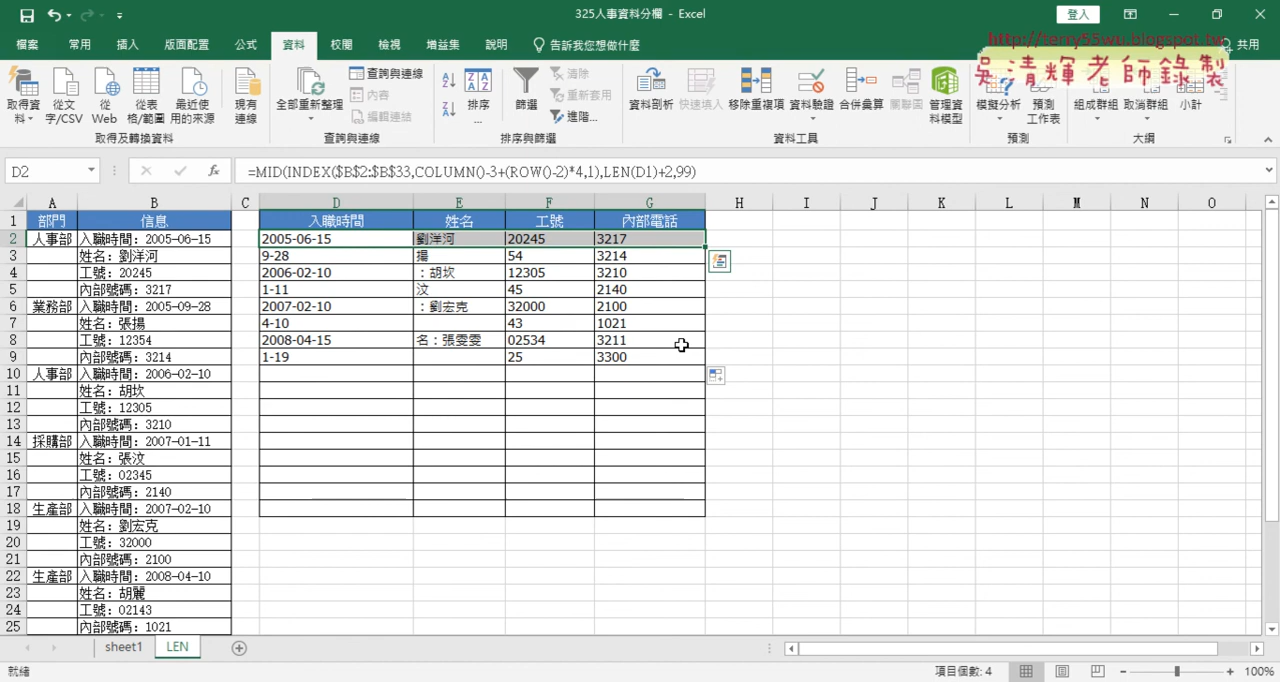 325人事資料分欄 - Excel
登入
http://terry55wu.blogspot.tw
吳清輝老師錄製
檔案 常用 插入 版面配置 公式 資料 校閱 檢視 增益集 說明 告訴我您想做什麼 共用
取得資料 從文字/CSV 從 Web 從表格/範圍 最近使用的來源 現有連線 全部重新整理 查詢與連線 內容 編輯連結 排序... 篩選 清除 重新套用 進階... 資料剖析 快速填入 移除重複項 資料驗證 合併彙算 關聯圖 管理資料模型 模擬分析 預測工作表 組成群組 取消群組 小計
取得及轉換資料 查詢與連線 排序與篩選 資料工具 預測 大綱
D2 fx =MID(INDEX($B$2:$B$33,COLUMN()-3+(ROW()-2)*4,1),LEN(D1)+2,99)
A B C D E F G H I J K L M N O
1 部門 信息 入職時間 姓名 工號 內部電話
2 人事部 入職時間：2005-06-15 2005-06-15 劉洋河 20245 3217
3 姓名：劉洋河 9-28 揚 54 3214
4 工號：20245 2006-02-10 ：胡坎 12305 3210
5 內部號碼：3217 1-11 汶 45 2140
6 業務部 入職時間：2005-09-28 2007-02-10 ：劉宏克 32000 2100
7 姓名：張揚 4-10 43 1021
8 工號：12354 2008-04-15 名：張雯雯 02534 3211
9 內部號碼：3214 1-19 25 3300
10 人事部 入職時間：2006-02-10
11 姓名：胡坎
12 工號：12305
13 內部號碼：3210
14 採購部 入職時間：2007-01-11
15 姓名：張汶
16 工號：02345
17 內部號碼：2140
18 生產部 入職時間：2007-02-10
19 姓名：劉宏克
20 工號：32000
21 內部號碼：2100
22 生產部 入職時間：2008-04-10
23 姓名：胡麗
24 工號：02143
25 內部號碼：1021
sheet1 LEN
就緒 項目個數: 4 100%